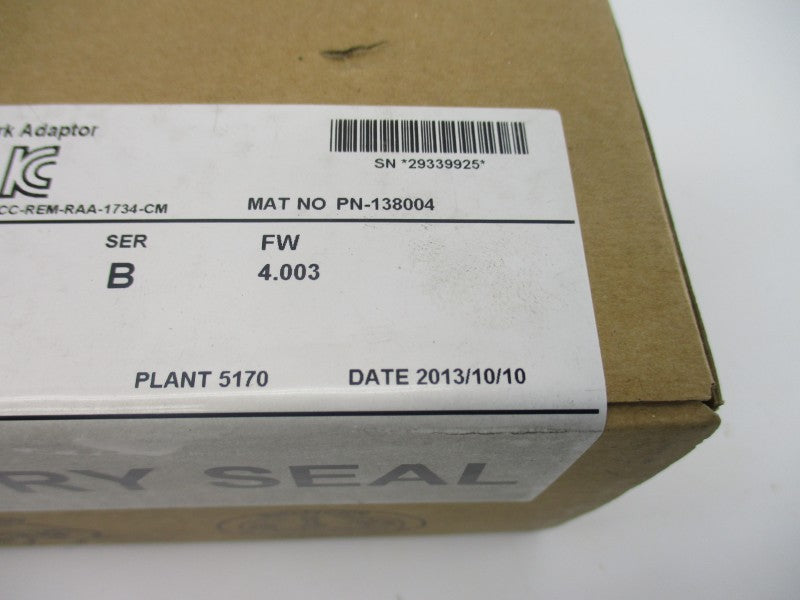 rk Adaptor
SN *29339925*
KC
CC-REM-RAA-1734-CM
MAT NO PN-138004
SER FW
B 4.003
PLANT 5170 DATE 2013/10/10
RY SEAL